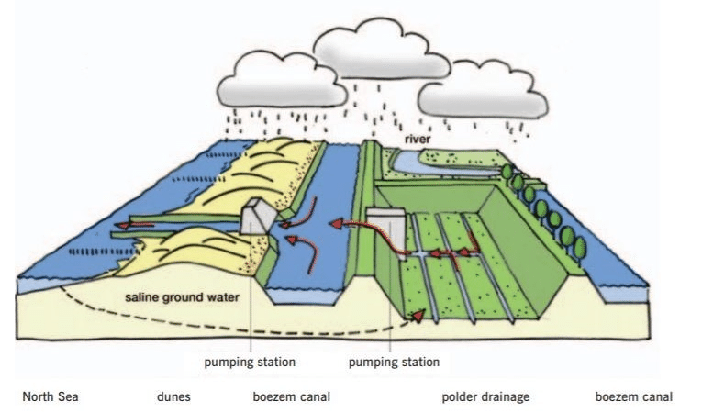 river
saline ground water
pumping station pumping station
North Sea dunes boezem canal polder drainage boezem canal